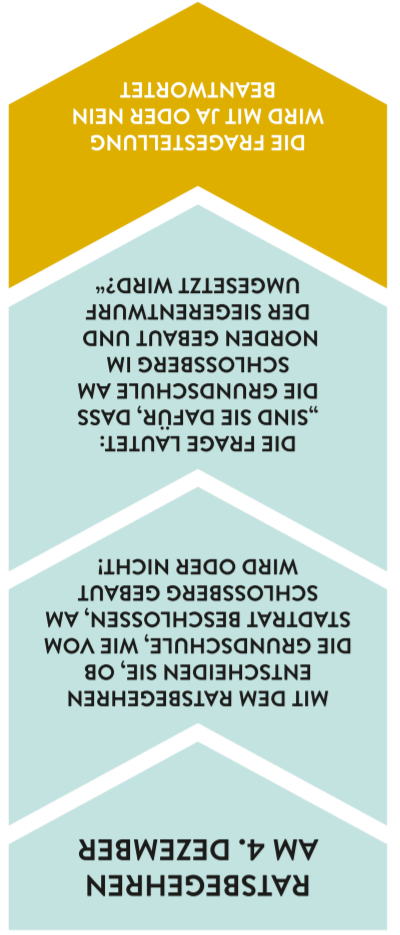 RATSBEGEHREN
AM 4. DEZEMBER
MIT DEM RATSBEGEHREN
ENTSCHEIDEN SIE, OB
DIE GRUNDSCHULE, WIE VOM
STADTRAT BESCHLOSSEN, AM
SCHLOSSBERG GEBAUT
WIRD ODER NICHT!
DIE FRAGE LAUTET:
“SIND SIE DAFÜR, DASS
DIE GRUNDSCHULE AM
SCHLOSSBERG IM
NORDEN GEBAUT UND
DER SIEGERENTWURF
UMGESETZT WIRD?“
DIE FRAGESTELLUNG
WIRD MIT JA ODER NEIN
BEANTWORTET